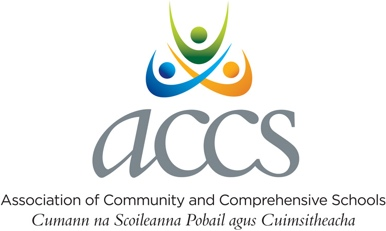 accs
Association of Community and Comprehensive Schools
Cumann na Scoileanna Pobail agus Cuimsitheacha